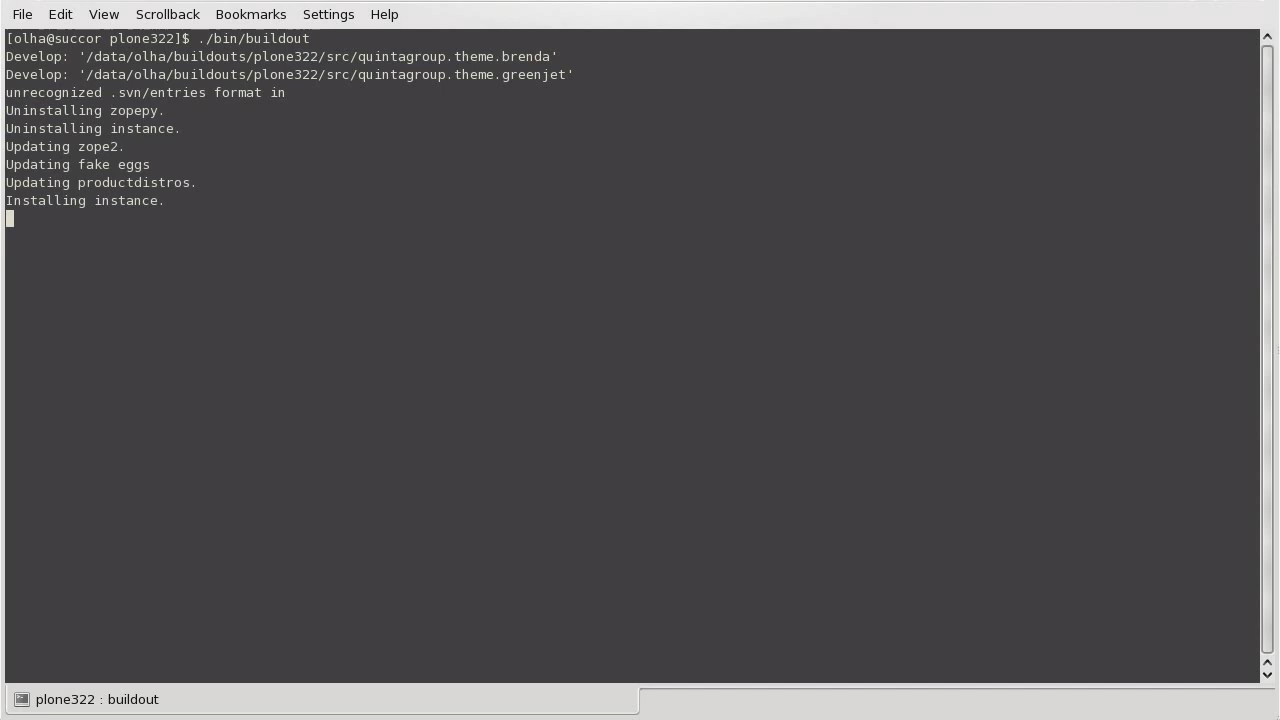 File Edit View Scrollback Bookmarks Settings Help
[olha@succor plone322]$ ./bin/buildout
Develop: '/data/olha/buildouts/plone322/src/quintagroup.theme.brenda'
Develop: '/data/olha/buildouts/plone322/src/quintagroup.theme.greenjet'
unrecognized .svn/entries format in
Uninstalling zopepy.
Uninstalling instance.
Updating zope2.
Updating fake eggs
Updating productdistros.
Installing instance.
plone322 : buildout